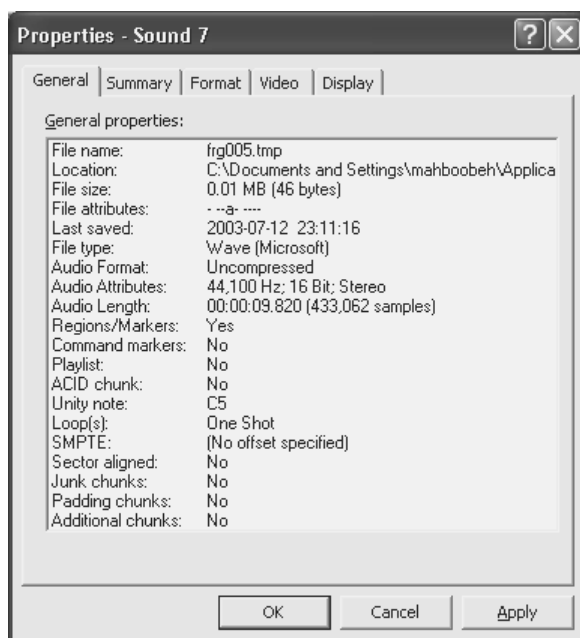 Properties - Sound 7
General Summary Format Video Display
General properties:
File name: frg005.tmp
Location: C:\Documents and Settings\mahboobeh\Applica
File size: 0.01 MB (46 bytes)
File attributes: - --a- ----
Last saved: 2003-07-12 23:11:16
File type: Wave (Microsoft)
Audio Format: Uncompressed
Audio Attributes: 44,100 Hz; 16 Bit; Stereo
Audio Length: 00:00:09.820 (433,062 samples)
Regions/Markers: Yes
Command markers: No
Playlist: No
ACID chunk: No
Unity note: C5
Loop(s): One Shot
SMPTE: (No offset specified)
Sector aligned: No
Junk chunks: No
Padding chunks: No
Additional chunks: No
OK Cancel Apply